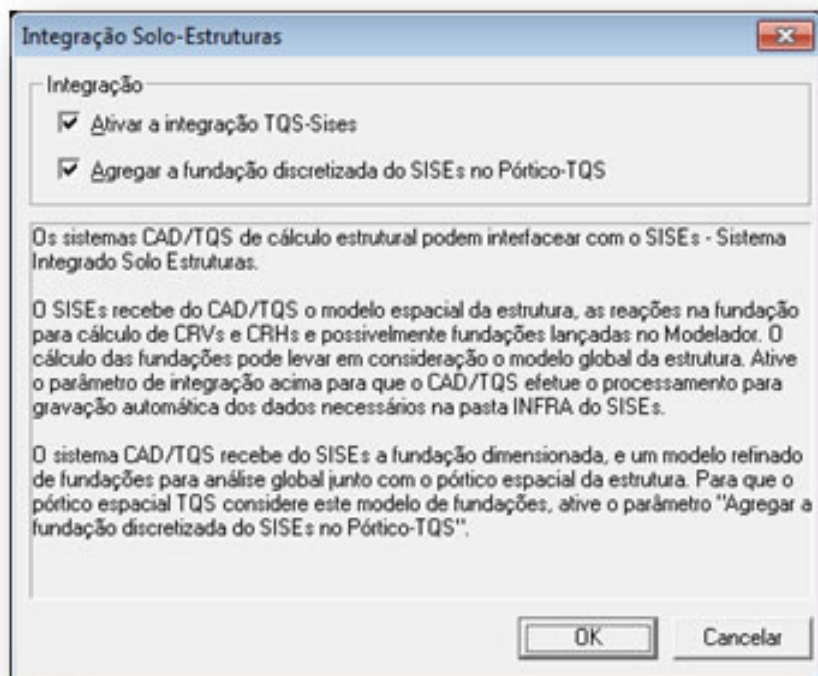 Integração Solo-Estruturas
Integração
Ativar a integração TQS-Sises
Agregar a fundação discretizada do SISEs no Pórtico-TQS
Os sistemas CAD/TQS de cálculo estrutural podem interfacear com o SISEs - Sistema
Integrado Solo Estruturas.
O SISEs recebe do CAD/TQS o modelo espacial da estrutura, as reações na fundação
para cálculo de CRVs e CRHs e possivelmente fundações lançadas no Modelador. O
cálculo das fundações pode levar em consideração o modelo global da estrutura. Ative
o parâmetro de integração acima para que o CAD/TQS efetue o processamento para
gravação automática dos dados necessários na pasta INFRA do SISEs.
O sistema CAD/TQS recebe do SISEs a fundação dimensionada, e um modelo refinado
de fundações para análise global junto com o pórtico espacial da estrutura. Para que o
pórtico espacial TQS considere este modelo de fundações, ative o parâmetro "Agregar a
fundação discretizada do SISEs no Pórtico-TQS".
OK
Cancelar